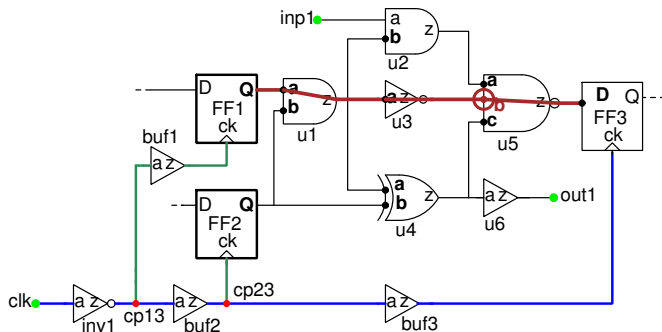 inp1
a
b
z
u2
D
Q
FF1
ck
a
b
u1
a z
u3
a
b
c
z
u5
D
Q
FF3
ck
buf1
a z
D
Q
FF2
ck
a
b
z
u4
a z
u6
out1
clk
a z
inv1
cp13
a z
buf2
cp23
a z
buf3